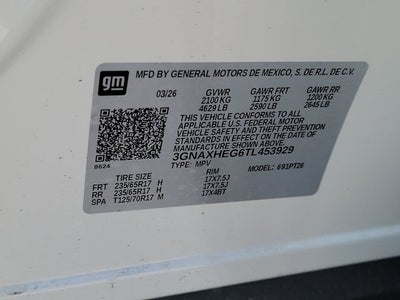 gm
MFD BY GENERAL MOTORS DE MEXICO, S. DE R.L. DE C.V.
03/26 GVWR GAWR FRT GAWR RR
2100 KG 1175 KG 1200 KG
4629 LB 2590 LB 2645 LB
THIS VEHICLE CONFORMS TO ALL
APPLICABLE U.S. FEDERAL MOTOR
VEHICLE SAFETY AND THEFT PREVENTION
STANDARDS IN EFFECT ON THE DATE OF
MANUFACTURE SHOWN ABOVE.
3GNAXHEG6TL453929
TYPE: MPV MODEL: 691PT26
8624
TIRE SIZE RIM
FRT 235/65R17 H 17X7.5J
RR 235/65R17 H 17X7.5J
SPA T125/70R17 M 17X4BT